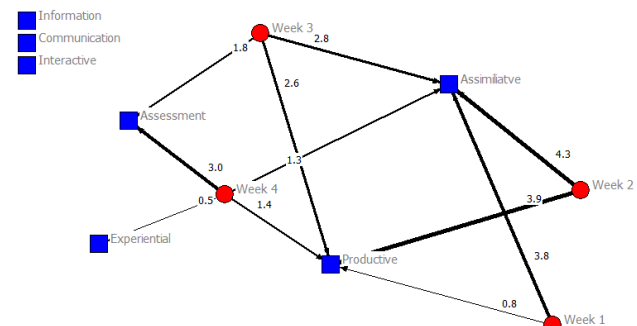 Information
Communication
Interactive
Week 3
1.8
2.8
2.6
Assimiliatve
Assessment
3.0
1.3
4.3
Week 4
Week 2
0.5
1.4
3.9
Experiential
Productive
3.8
0.8
Week 1